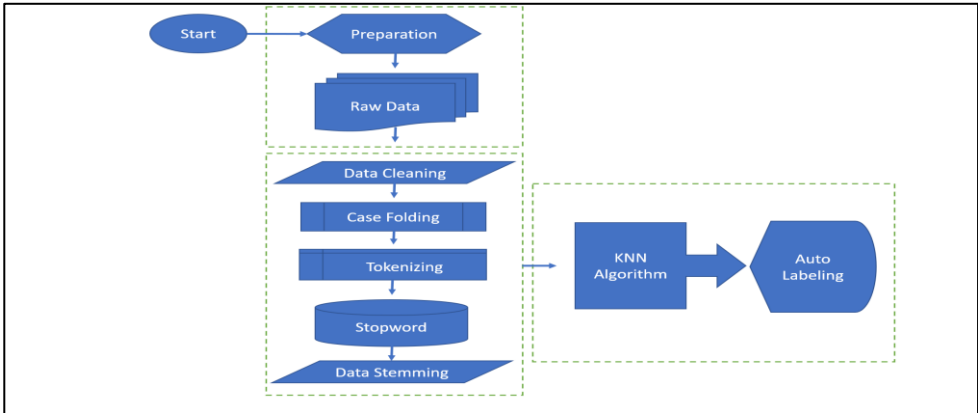 Start
Preparation
Raw Data
Data Cleaning
Case Folding
Tokenizing
Stopword
Data Stemming
KNN
Algorithm
Auto
Labeling